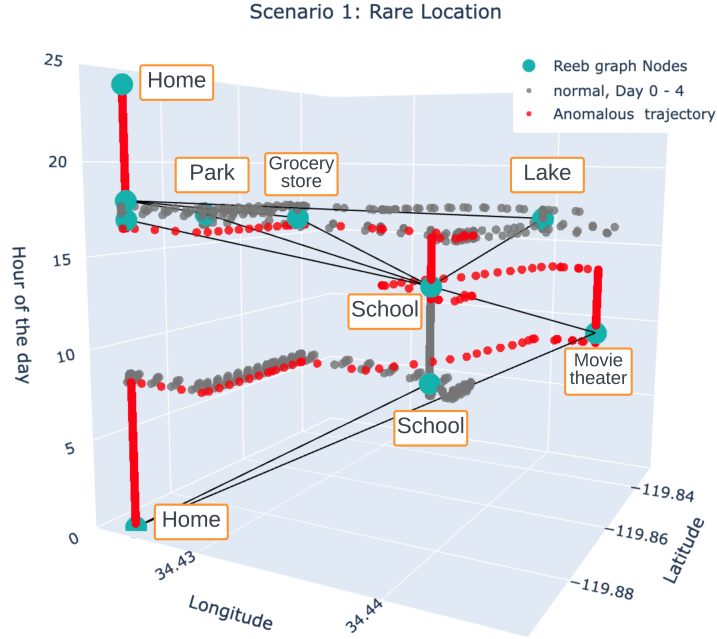 Scenario 1: Rare Location
Reeb graph Nodes
normal, Day 0 - 4
Anomalous trajectory
25
20
15
10
5
0
Hour of the day
Home
Park
Grocery
store
Lake
School
Movie
theater
School
Home
34.43
34.44
Longitude
−119.84
−119.86
−119.88
Latitude